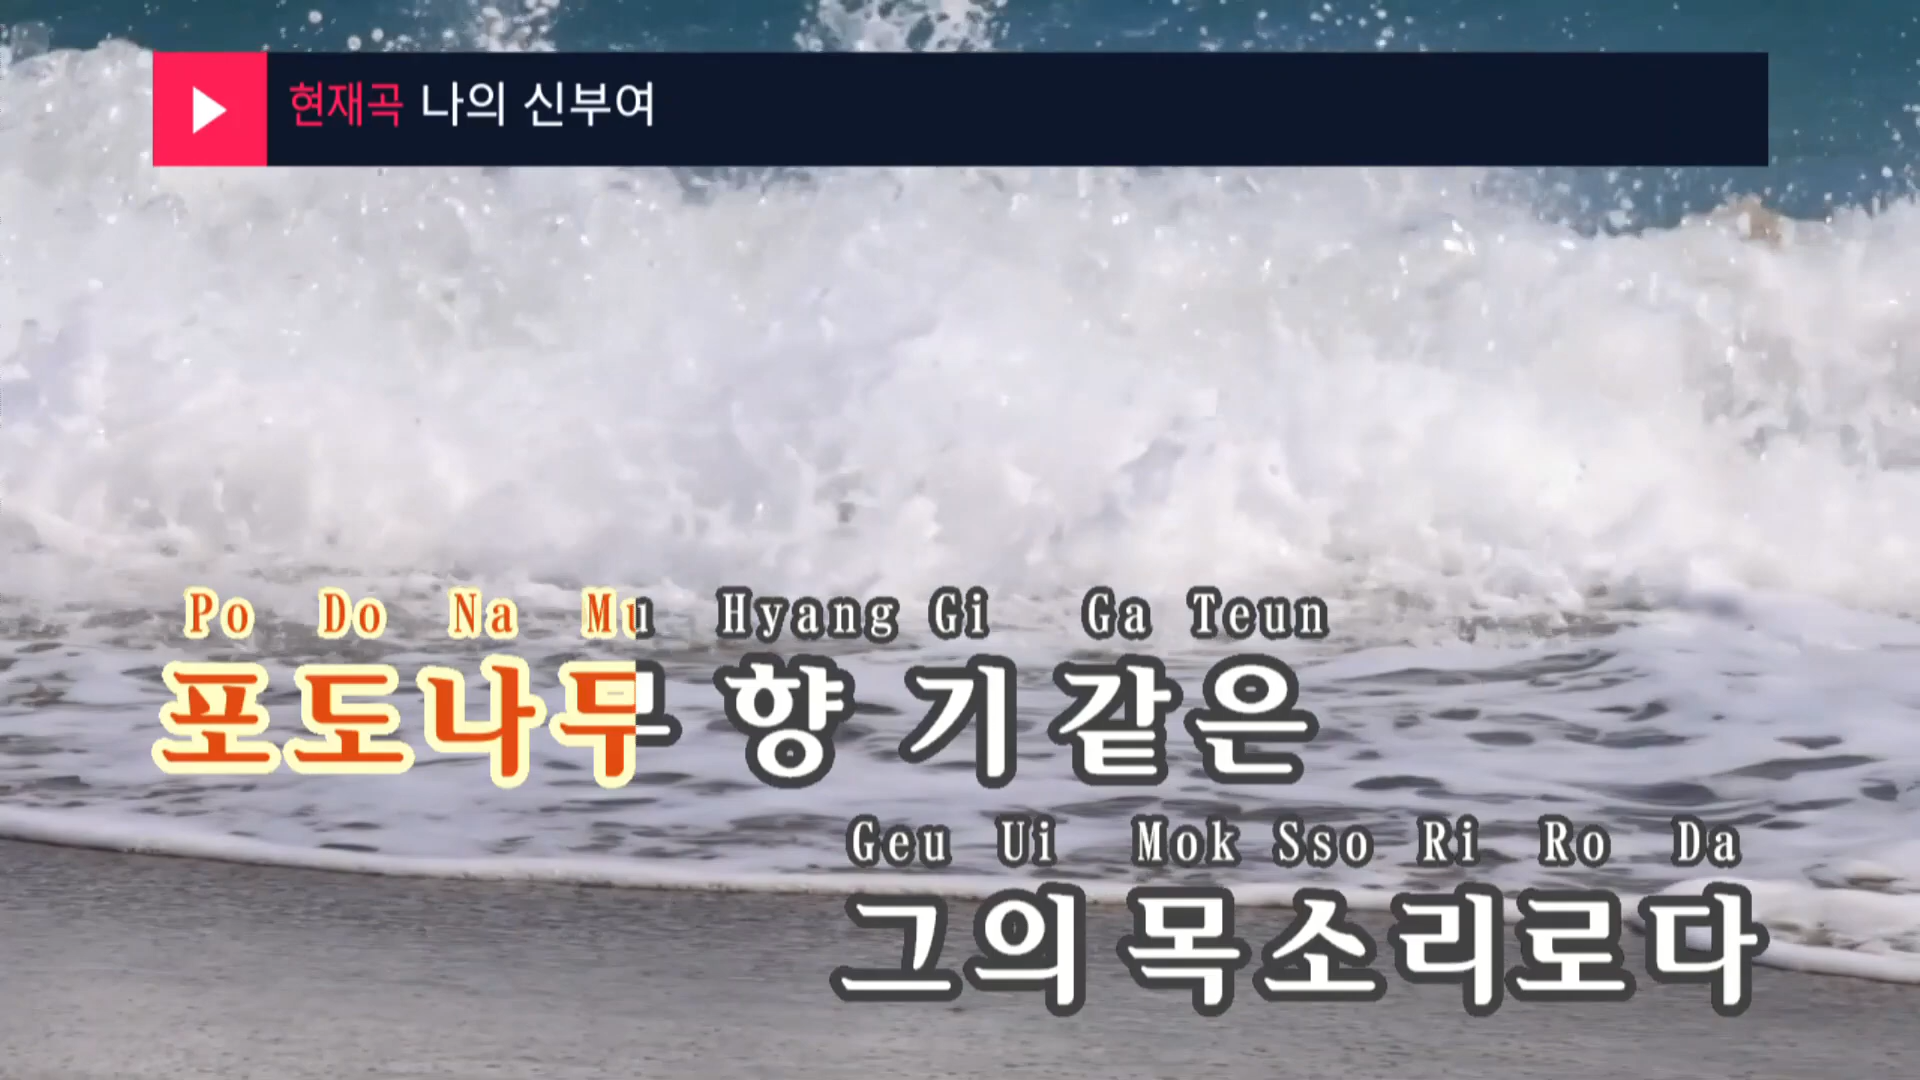 현재곡 나의 신부여
Po Do Na Mu Hyang Gi Ga Teun
포도나무 향기 같은
Geu Ui Mok Sso Ri Ro Da
그의 목소리로다